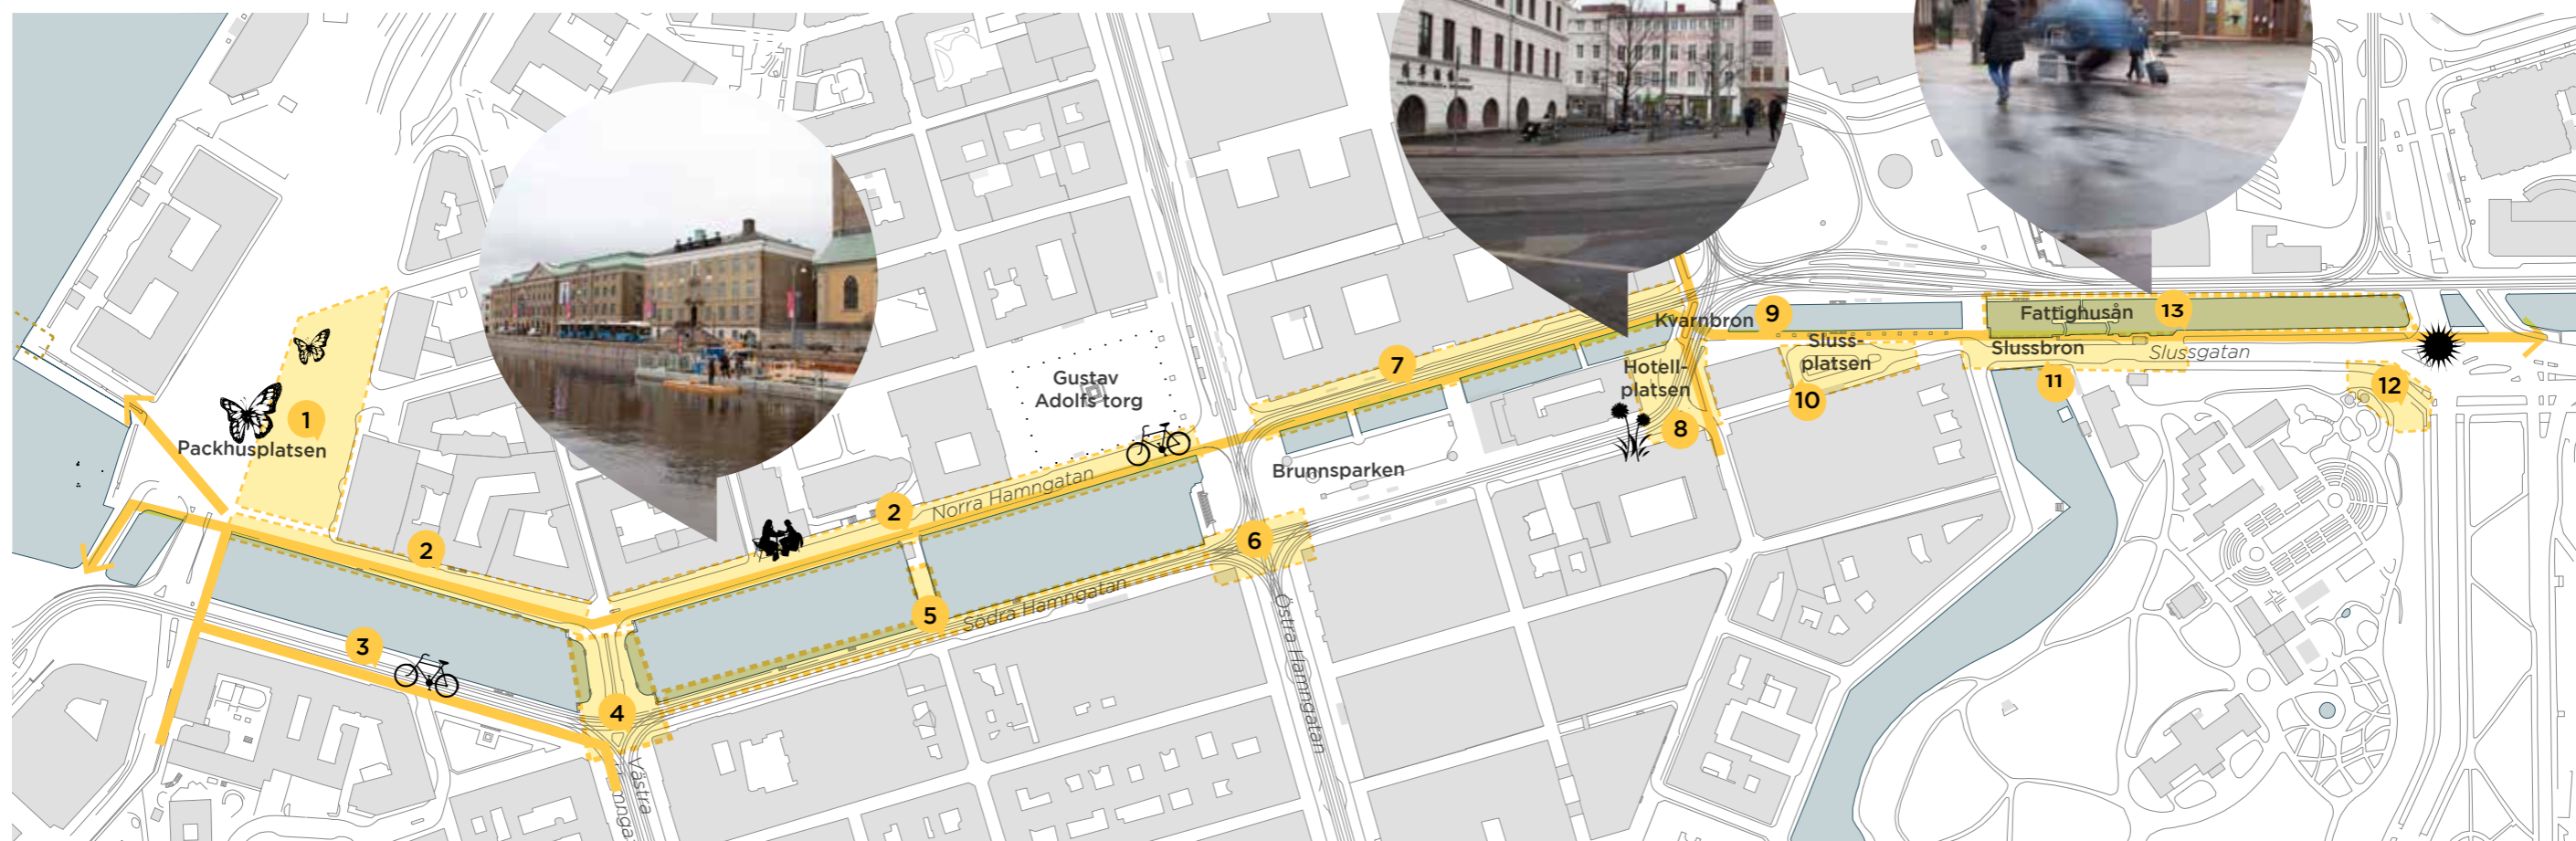 1
Packhusplatsen
2
3
2
Norra Hamngatan
Gustav
Adolfs torg
4
5
Södra Hamngatan
6
Västra
Östra Hamngatan
Brunnsparken
7
Hotell-
platsen
8
Kvarnbron
9
Sluss-
platsen
10
Fattighusån
13
Slussbron
Slussgatan
11
12